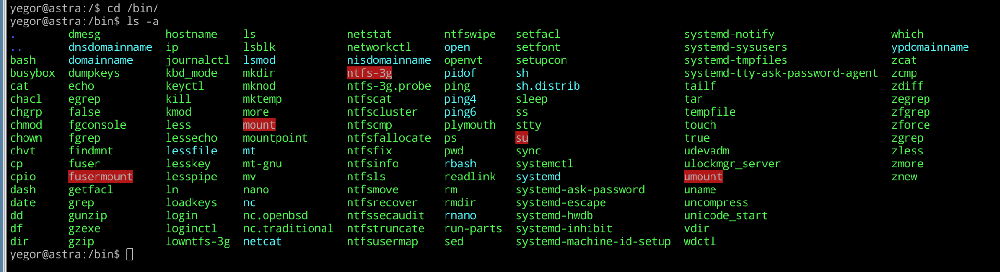 yegor@astra:/$ cd /bin/
yegor@astra:/bin$ ls -a
. dmesg hostname ls netstat ntfswipe setfacl systemd-notify which
.. dnsdomainname ip lsblk networkctl open setfont systemd-sysusers ypdomainname
bash domainname journalctl lsmod nisdomainname openvt setupcon systemd-tmpfiles zcat
busybox dumpkeys kbd_mode mkdir ntfs-3g pidof sh systemd-tty-ask-password-agent zcmp
cat echo keyctl mknod ntfs-3g.probe ping sh.distrib tailf zdiff
chacl egrep kill mktemp ntfscat ping4 sleep tar zegrep
chgrp false kmod more ntfscluster ping6 ss tempfile zfgrep
chmod fgconsole less mount ntfscmp plymouth stty touch zforce
chown fgrep lessecho mountpoint ntfsfallocate ps su true zgrep
chvt findmnt lessfile mt ntfsfix pwd sync udevadm zless
cp fuser lesskey mt-gnu ntfsinfo rbash systemctl ulockmgr_server zmore
cpio fusermount lesspipe mv ntfsls readlink systemd umount znew
dash getfacl ln nano ntfsmove rm systemd-ask-password uname
date grep loadkeys nc ntfsrecover rmdir systemd-escape uncompress
dd gunzip login nc.openbsd ntfssecaudit rnano systemd-hwdb unicode_start
df gzexe loginctl nc.traditional ntfstruncate run-parts systemd-inhibit vdir
dir gzip lowntfs-3g netcat ntfsusermap sed systemd-machine-id-setup wdctl
yegor@astra:/bin$